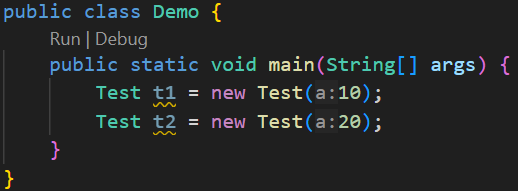 public class Demo {
Run | Debug
public static void main(String[] args) {
Test t1 = new Test(a:10);
Test t2 = new Test(a:20);
}
}